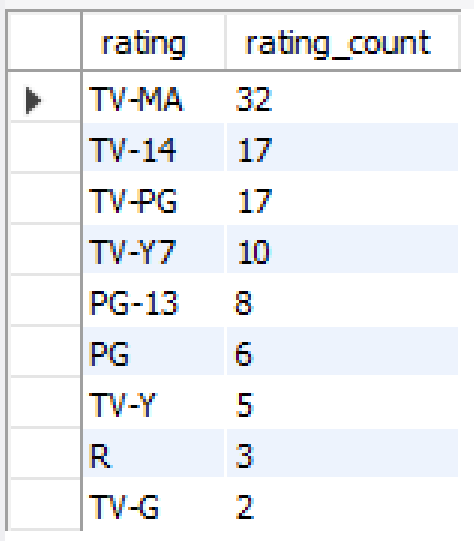 rating rating_count
TV-MA 32
TV-14 17
TV-PG 17
TV-Y7 10
PG-13 8
PG 6
TV-Y 5
R 3
TV-G 2